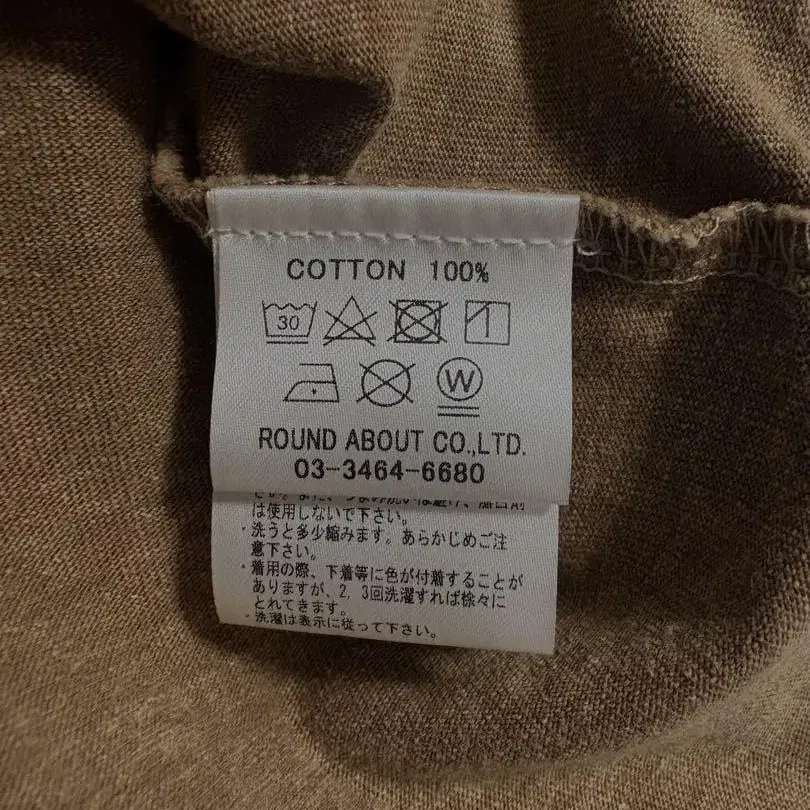 COTTON 100%
30
W
ROUND ABOUT CO.,LTD.
03-3464-6680
は使用しないで下さい。
・洗うと多少縮みます。あらかじめご注
意下さい。
・着用の際、下着等に色が付着することが
ありますが、2, 3回洗濯すれば徐々に
とれてきます。
・洗濯は表示に従って下さい。